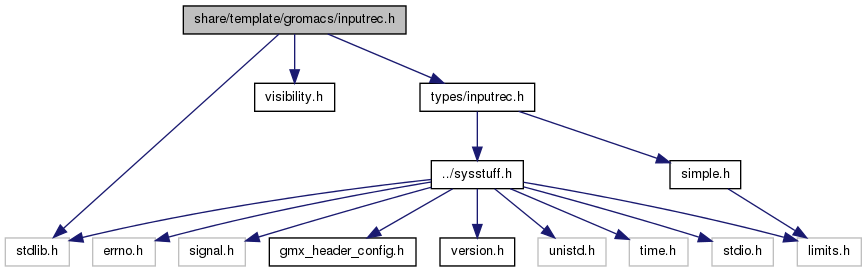 share/template/gromacs/inputrec.h
visibility.h
types/inputrec.h
../sysstuff.h
simple.h
stdlib.h
errno.h
signal.h
gmx_header_config.h
version.h
unistd.h
time.h
stdio.h
limits.h